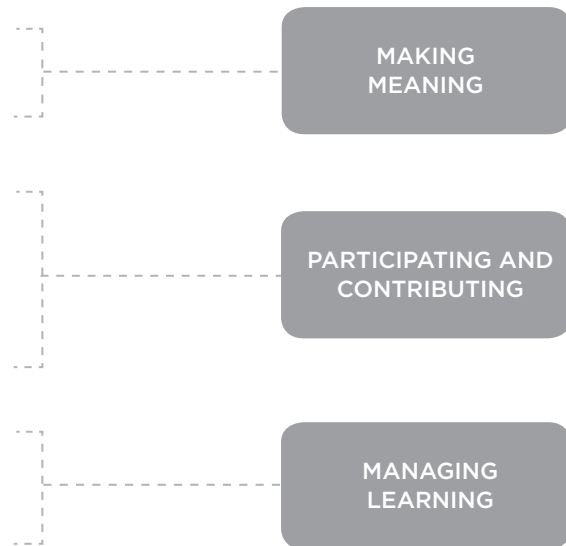 MAKING
MEANING
PARTICIPATING AND
CONTRIBUTING
MANAGING
LEARNING